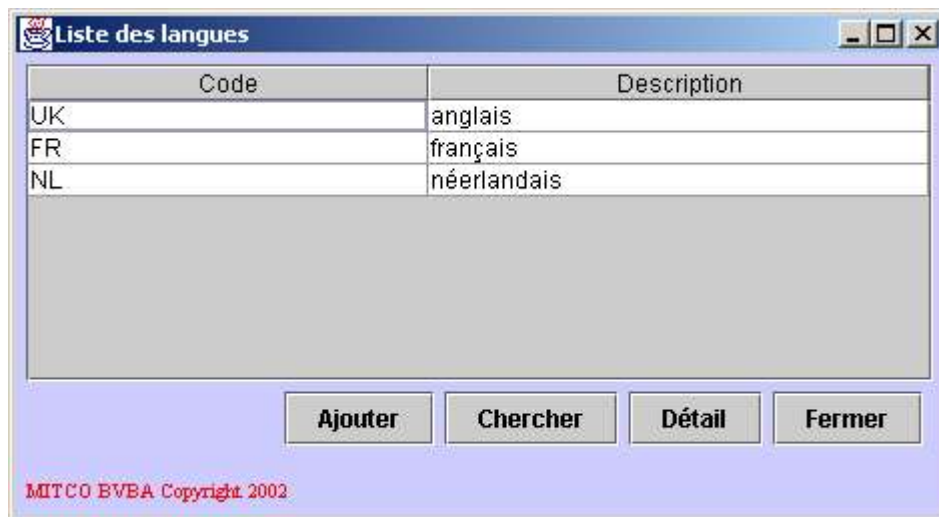 Liste des langues
Code Description
UK anglais
FR français
NL néerlandais
Ajouter Chercher Détail Fermer
MITCO BVBA Copyright 2002